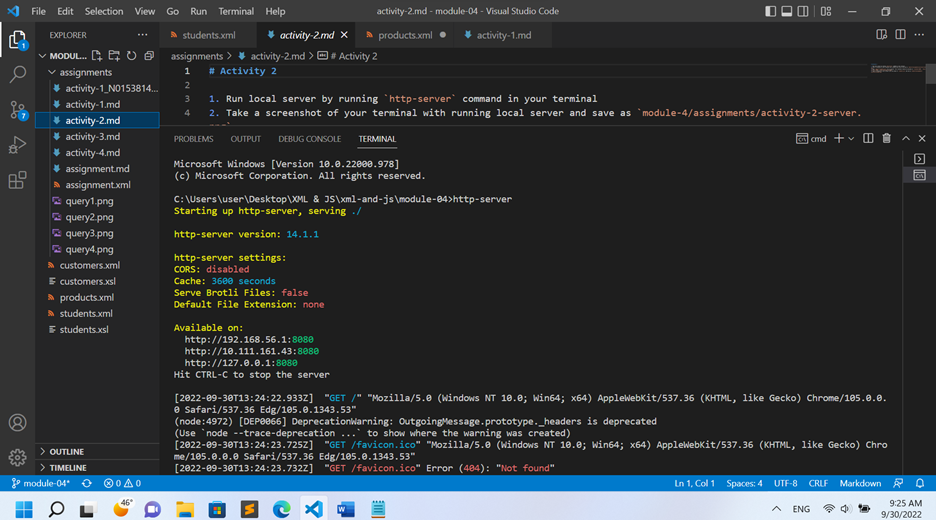 File Edit Selection View Go Run Terminal Help activity-2.md - module-04 - Visual Studio Code
EXPLORER
MODUL...
assignments
activity-1_N0153814...
activity-1.md
activity-2.md
activity-3.md
activity-4.md
assignment.md
assignment.xml
query1.png
query2.png
query3.png
query4.png
customers.xml
customers.xsl
products.xml
students.xml
students.xsl
OUTLINE
TIMELINE
1
7
students.xml activity-2.md products.xml activity-1.md
assignments > activity-2.md > # Activity 2
1 # Activity 2
2
3 1. Run local server by running `http-server` command in your terminal
4 2. Take a screenshot of your terminal with running local server and save as `module-4/assignments/activity-2-server.
PROBLEMS OUTPUT DEBUG CONSOLE TERMINAL cmd
Microsoft Windows [Version 10.0.22000.978]
(c) Microsoft Corporation. All rights reserved.
C:\Users\user\Desktop\XML & JS\xml-and-js\module-04>http-server
Starting up http-server, serving ./
http-server version: 14.1.1
http-server settings:
CORS: disabled
Cache: 3600 seconds
Serve Brotli Files: false
Default File Extension: none
Available on:
http://192.168.56.1:8080
http://10.111.161.43:8080
http://127.0.0.1:8080
Hit CTRL-C to stop the server
[2022-09-30T13:24:22.933Z] "GET /" "Mozilla/5.0 (Windows NT 10.0; Win64; x64) AppleWebKit/537.36 (KHTML, like Gecko) Chrome/105.0.0.
0 Safari/537.36 Edg/105.0.1343.53"
(node:4972) [DEP0066] DeprecationWarning: OutgoingMessage.prototype._headers is deprecated
(Use `node --trace-deprecation ...` to show where the warning was created)
[2022-09-30T13:24:23.725Z] "GET /favicon.ico" "Mozilla/5.0 (Windows NT 10.0; Win64; x64) AppleWebKit/537.36 (KHTML, like Gecko) Chro
me/105.0.0.0 Safari/537.36 Edg/105.0.1343.53"
[2022-09-30T13:24:23.732Z] "GET /favicon.ico" Error (404): "Not found"
module-04* 0 0 Ln 1, Col 1 Spaces: 4 UTF-8 CRLF Markdown
46° ENG 9:25 AM
9/30/2022